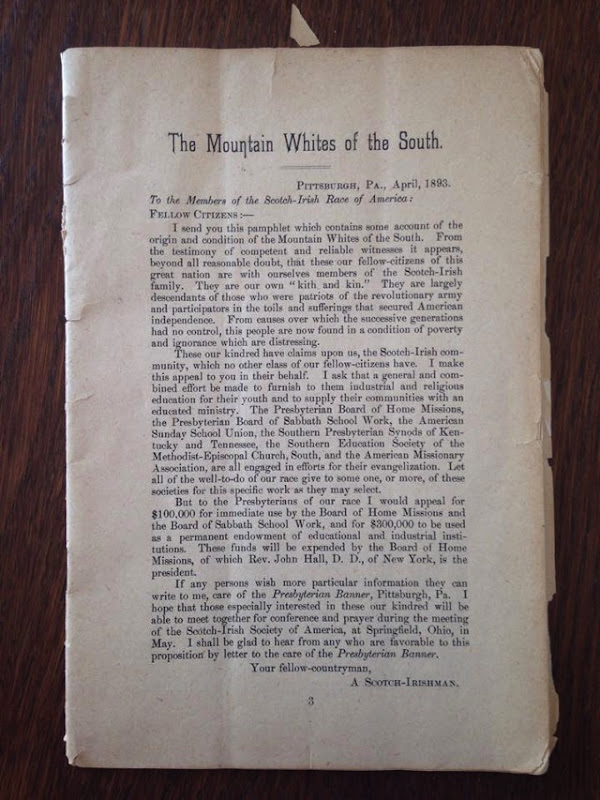 The Mountain Whites of the South.
PITTSBURGH, PA., April, 1893.
To the Members of the Scotch-Irish Race of America:
FELLOW CITIZENS:—
I send you this pamphlet which contains some account of the
origin and condition of the Mountain Whites of the South. From
the testimony of competent and reliable witnesses it appears,
beyond all reasonable doubt, that these our fellow-citizens of this
great nation are with ourselves members of the Scotch-Irish
family. They are our own "kith and kin." They are largely
descendants of those who were patriots of the revolutionary army
and participators in the toils and sufferings that secured American
independence. From causes over which the successive generations
had no control, this people are now found in a condition of poverty
and ignorance which are distressing.
These our kindred have claims upon us, the Scotch-Irish com-
munity, which no other class of our fellow-citizens have. I make
this appeal to you in their behalf. I ask that a general and com-
bined effort be made to furnish to them industrial and religious
education for their youth and to supply their communities with an
educated ministry. The Presbyterian Board of Home Missions,
the Presbyterian Board of Sabbath School Work, the American
Sunday School Union, the Southern Presbyterian Synods of Ken-
tucky and Tennessee, the Southern Education Society of the
Methodist-Episcopal Church, South, and the American Missionary
Association, are all engaged in efforts for their evangelization. Let
all of the well-to-do of our race give to some one, or more, of these
societies for this specific work as they may select.
But to the Presbyterians of our race I would appeal for
$100,000 for immediate use by the Board of Home Missions and
the Board of Sabbath School Work, and for $300,000 to be used
as a permanent endowment of educational and industrial insti-
tutions. These funds will be expended by the Board of Home
Missions, of which Rev. John Hall, D. D., of New York, is the
president.
If any persons wish more particular information they can
write to me, care of the Presbyterian Banner, Pittsburgh, Pa. I
hope that those especially interested in these our kindred will be
able to meet together for conference and prayer during the meeting
of the Scotch-Irish Society of America, at Springfield, Ohio, in
May. I shall be glad to hear from any who are favorable to this
proposition by letter to the care of the Presbyterian Banner.
Your fellow-countryman,
A SCOTCH-IRISHMAN.
3